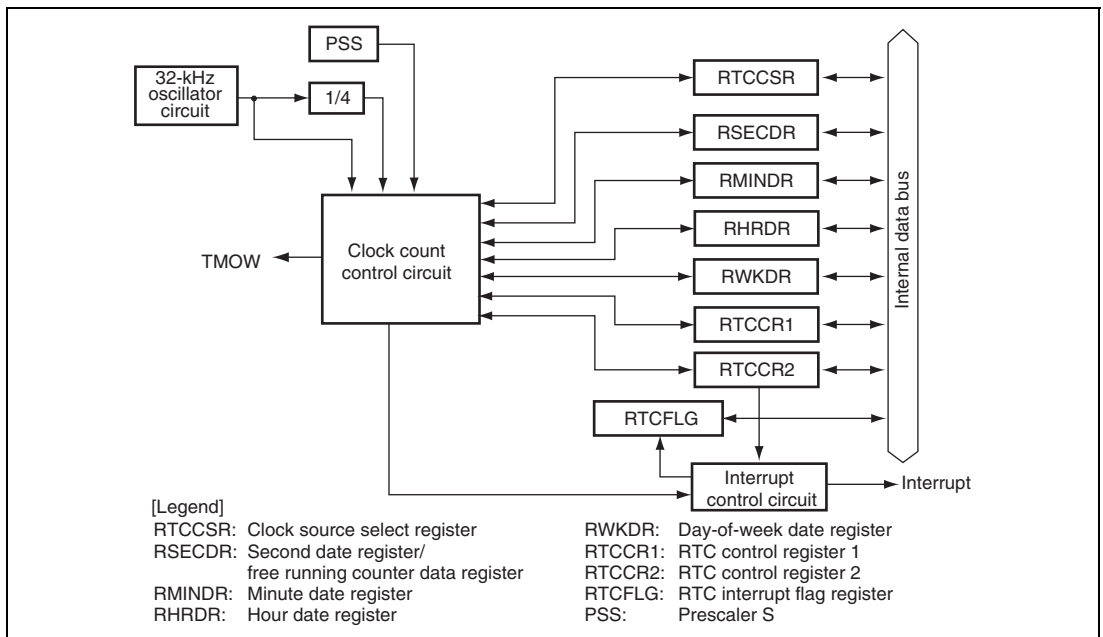 PSS
32-kHz
oscillator
circuit
1/4
RTCCSR
RSECDR
RMINDR
RHRDR
RWKDR
RTCCR1
RTCCR2
RTCFLG
Internal data bus
TMOW
Clock count
control circuit
Interrupt
control circuit
Interrupt
[Legend]
RTCCSR: Clock source select register
RSECDR: Second date register/
free running counter data register
RMINDR: Minute date register
RHRDR: Hour date register
RWKDR: Day-of-week date register
RTCCR1: RTC control register 1
RTCCR2: RTC control register 2
RTCFLG: RTC interrupt flag register
PSS: Prescaler S